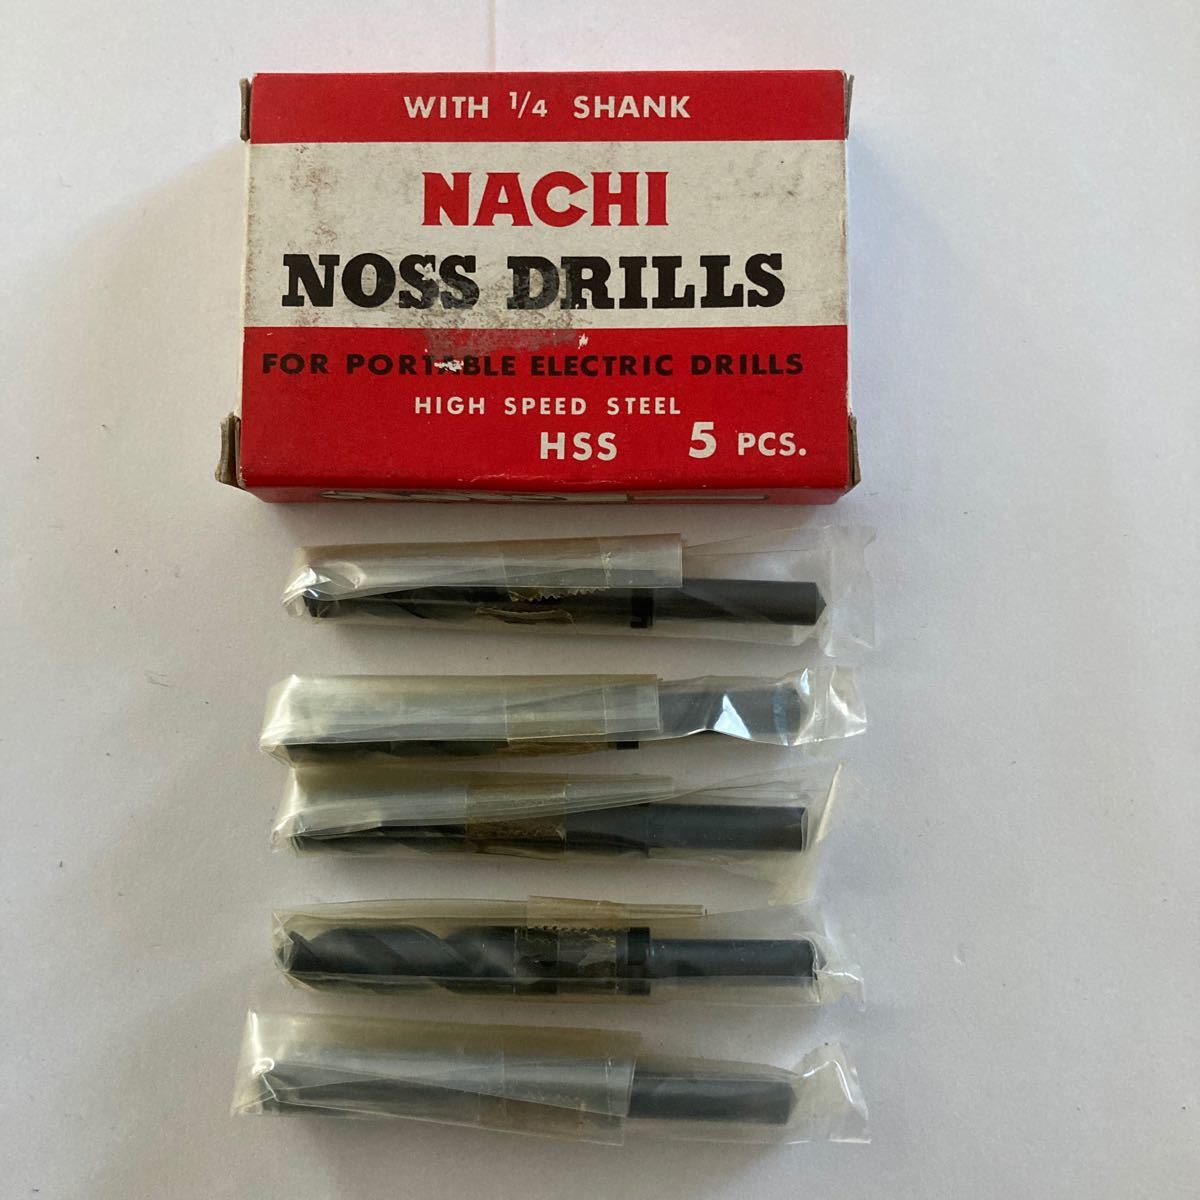 WITH 1/4 SHANK
NACHI
NOSS DRILLS
FOR PORTABLE ELECTRIC DRILLS
HIGH SPEED STEEL
HSS 5 PCS.